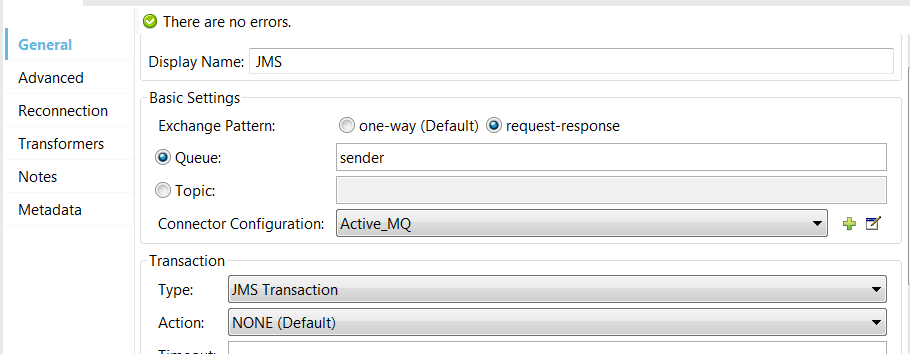 There are no errors.
General
Advanced
Reconnection
Transformers
Notes
Metadata
Display Name: JMS
Basic Settings
Exchange Pattern: one-way (Default) request-response
Queue: sender
Topic:
Connector Configuration: Active_MQ
Transaction
Type: JMS Transaction
Action: NONE (Default)
Timeout: